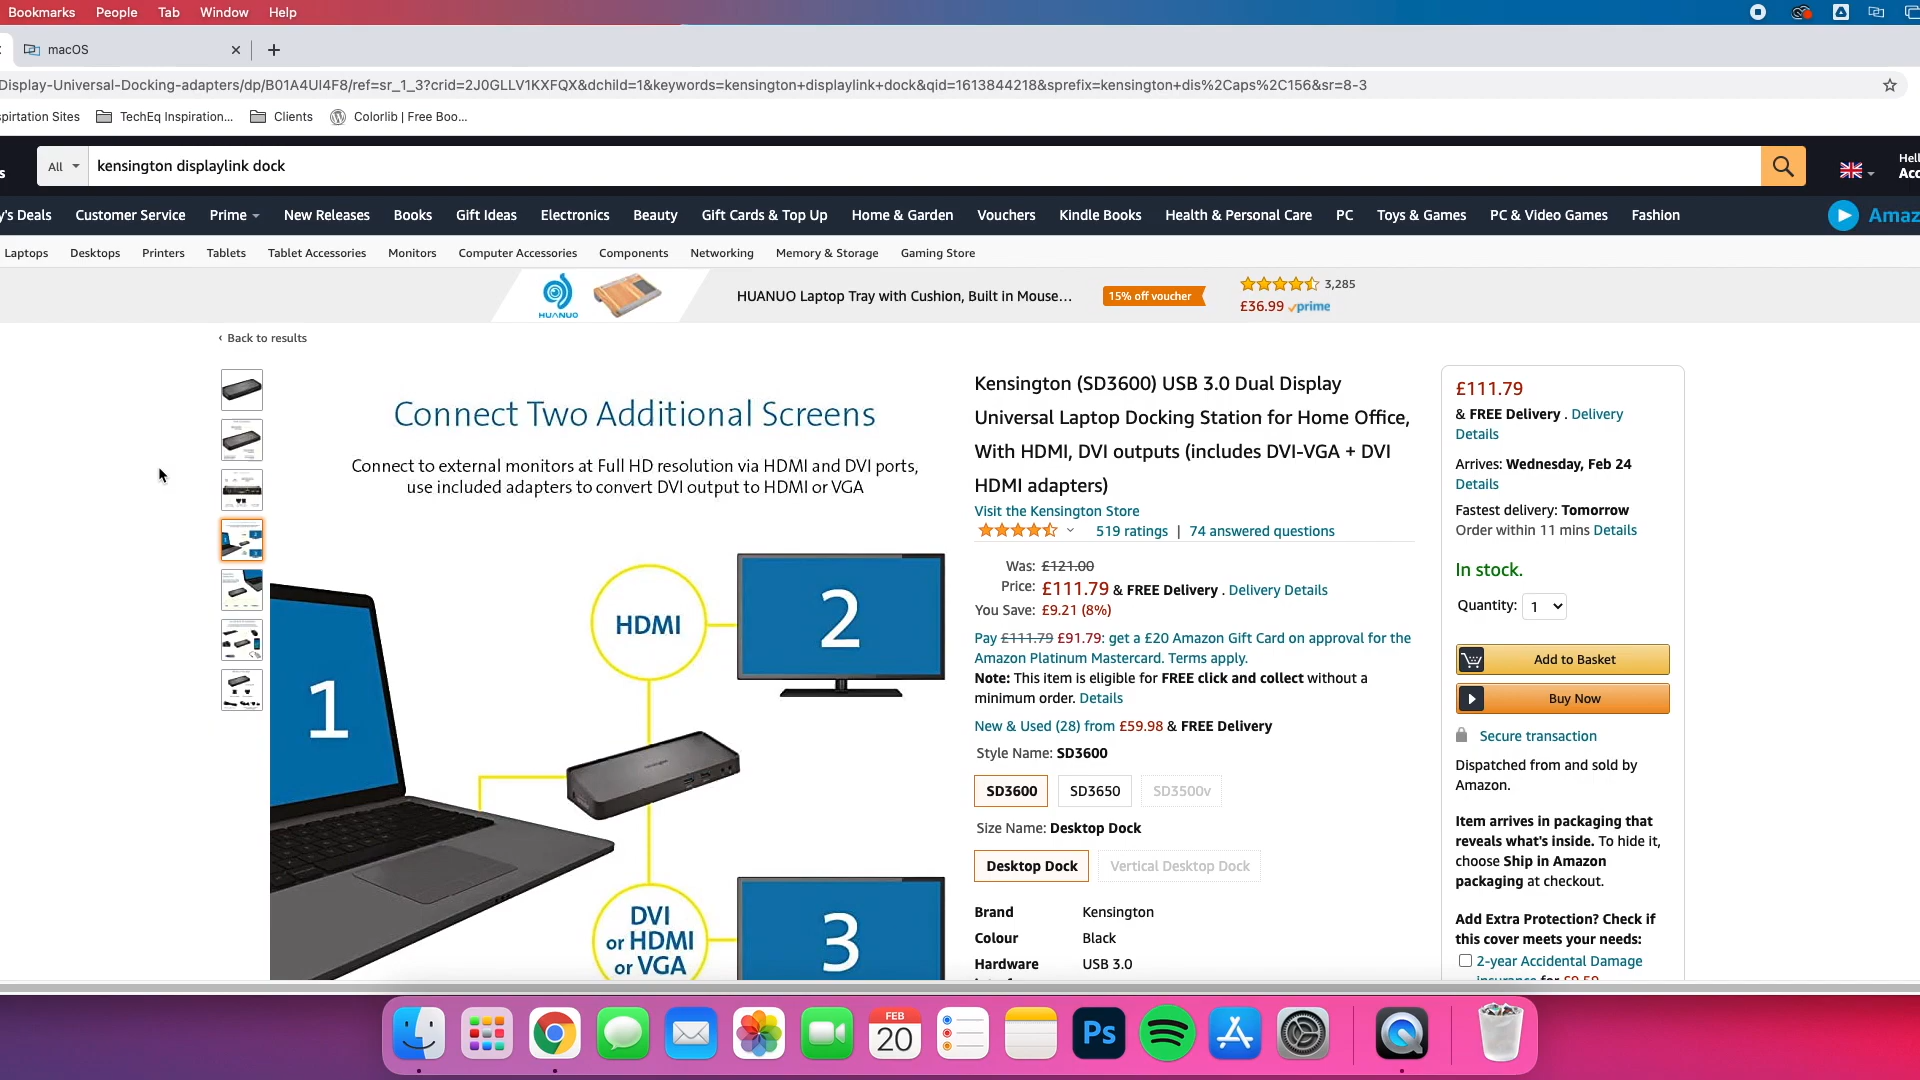 Bookmarks People Tab Window Help
macOS
Display-Universal-Docking-adapters/dp/B01A4UI4F8/ref=sr_1_3?crid=2J0GLLV1KXFQX&dchild=1&keywords=kensington+displaylink+dock&qid=1613844218&sprefix=kensington+dis%2Caps%2C156&sr=8-3
spirtation Sites TechEq Inspiration... Clients Colorlib | Free Boo...
All kensington displaylink dock
Hell
Acc
y's Deals Customer Service Prime New Releases Books Gift Ideas Electronics Beauty Gift Cards & Top Up Home & Garden Vouchers Kindle Books Health & Personal Care PC Toys & Games PC & Video Games Fashion Amaz
Laptops Desktops Printers Tablets Tablet Accessories Monitors Computer Accessories Components Networking Memory & Storage Gaming Store
HUANUO
HUANUO Laptop Tray with Cushion, Built in Mouse...
15% off voucher
3,285
£36.99 prime
‹ Back to results
Connect Two Additional Screens
Connect to external monitors at Full HD resolution via HDMI and DVI ports,
use included adapters to convert DVI output to HDMI or VGA
1
HDMI
2
DVI
or HDMI
or VGA
3
Kensington (SD3600) USB 3.0 Dual Display
Universal Laptop Docking Station for Home Office,
With HDMI, DVI outputs (includes DVI-VGA + DVI
HDMI adapters)
Visit the Kensington Store
519 ratings | 74 answered questions
Was: £121.00
Price: £111.79 & FREE Delivery . Delivery Details
You Save: £9.21 (8%)
Pay £111.79 £91.79: get a £20 Amazon Gift Card on approval for the
Amazon Platinum Mastercard. Terms apply.
Note: This item is eligible for FREE click and collect without a
minimum order. Details
New & Used (28) from £59.98 & FREE Delivery
Style Name: SD3600
SD3600 SD3650 SD3500v
Size Name: Desktop Dock
Desktop Dock Vertical Desktop Dock
Brand Kensington
Colour Black
Hardware USB 3.0
£111.79
& FREE Delivery . Delivery
Details
Arrives: Wednesday, Feb 24
Details
Fastest delivery: Tomorrow
Order within 11 mins Details
In stock.
Quantity: 1
Add to Basket
Buy Now
Secure transaction
Dispatched from and sold by
Amazon.
Item arrives in packaging that
reveals what's inside. To hide it,
choose Ship in Amazon
packaging at checkout.
Add Extra Protection? Check if
this cover meets your needs:
2-year Accidental Damage
FEB
20
Ps